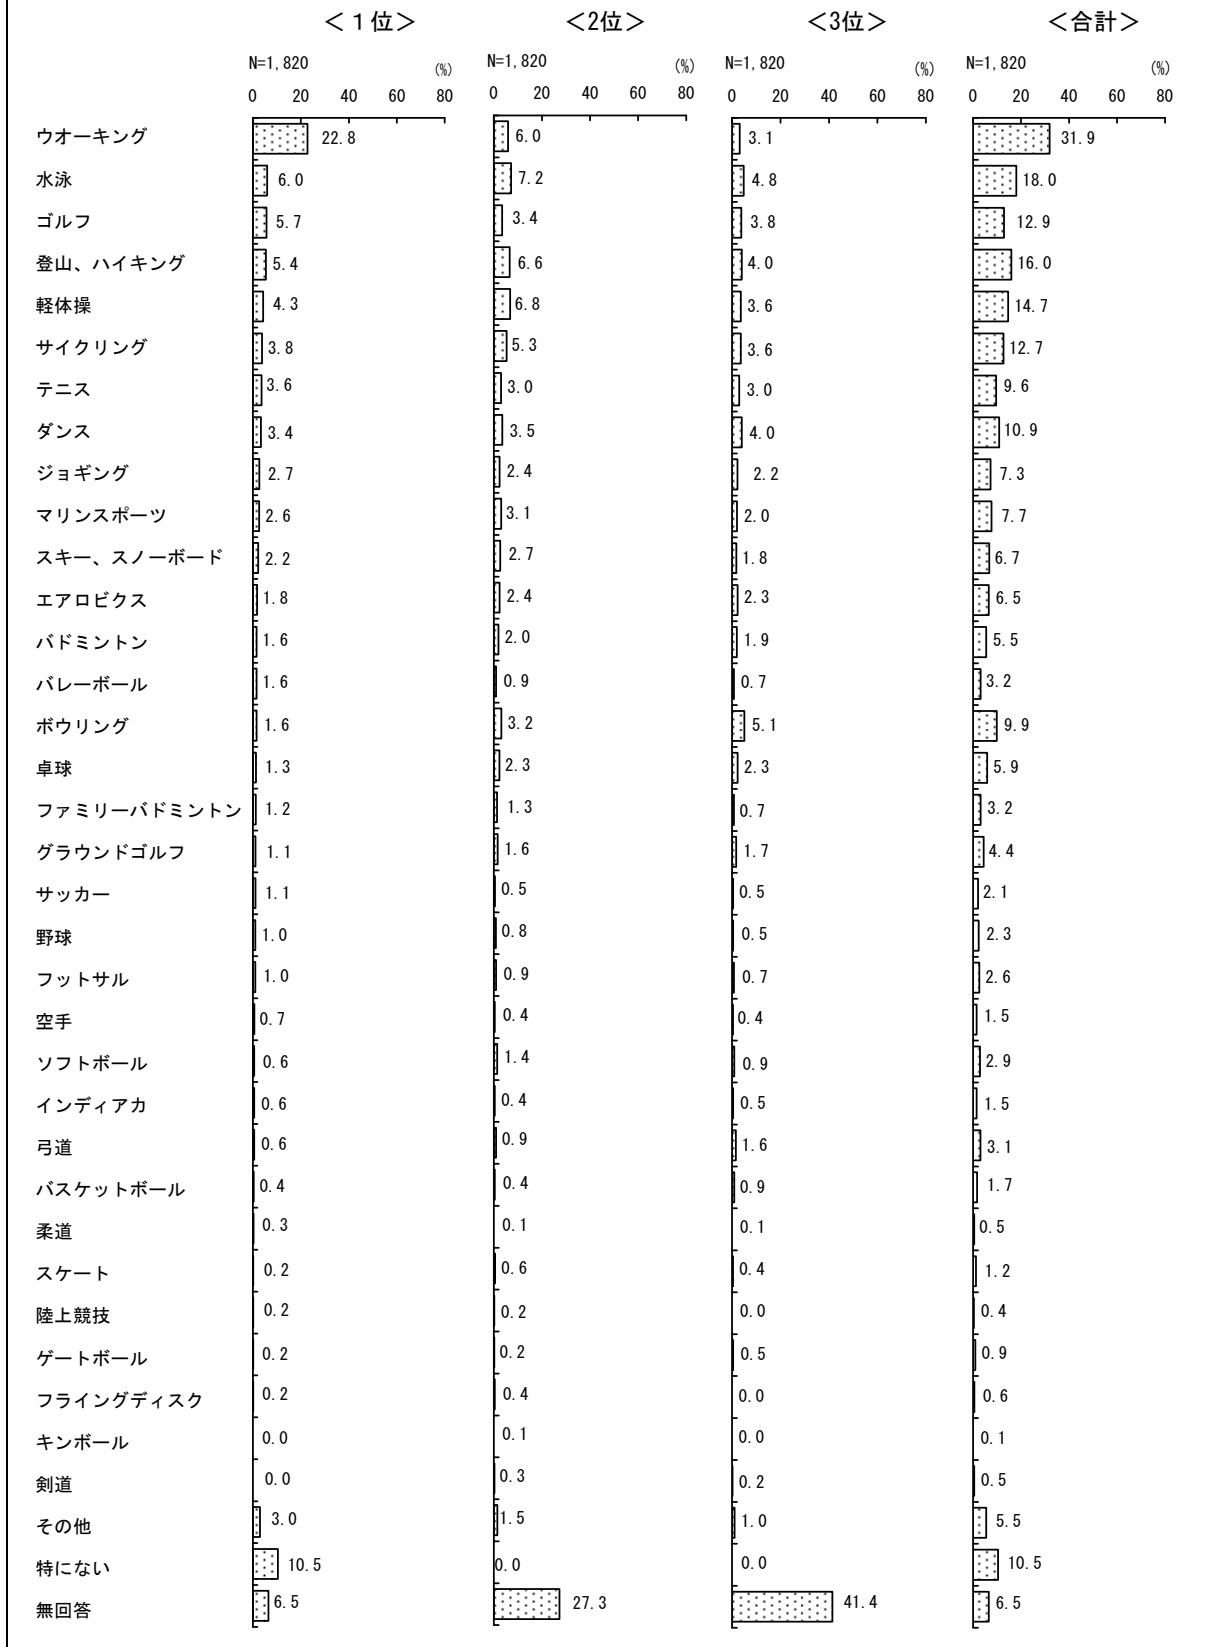 ＜１位＞ ＜2位＞ ＜3位＞ ＜合計＞
N=1,820 (%) N=1,820 (%) N=1,820 (%) N=1,820 (%)
0 20 40 60 80 0 20 40 60 80 0 20 40 60 80 0 20 40 60 80
ウオーキング 22.8 6.0 3.1 31.9
水泳 6.0 7.2 4.8 18.0
ゴルフ 5.7 3.4 3.8 12.9
登山、ハイキング 5.4 6.6 4.0 16.0
軽体操 4.3 6.8 3.6 14.7
サイクリング 3.8 5.3 3.6 12.7
テニス 3.6 3.0 3.0 9.6
ダンス 3.4 3.5 4.0 10.9
ジョギング 2.7 2.4 2.2 7.3
マリンスポーツ 2.6 3.1 2.0 7.7
スキー、スノーボード 2.2 2.7 1.8 6.7
エアロビクス 1.8 2.4 2.3 6.5
バドミントン 1.6 2.0 1.9 5.5
バレーボール 1.6 0.9 0.7 3.2
ボウリング 1.6 3.2 5.1 9.9
卓球 1.3 2.3 2.3 5.9
ファミリーバドミントン 1.2 1.3 0.7 3.2
グラウンドゴルフ 1.1 1.6 1.7 4.4
サッカー 1.1 0.5 0.5 2.1
野球 1.0 0.8 0.5 2.3
フットサル 1.0 0.9 0.7 2.6
空手 0.7 0.4 0.4 1.5
ソフトボール 0.6 1.4 0.9 2.9
インディアカ 0.6 0.4 0.5 1.5
弓道 0.6 0.9 1.6 3.1
バスケットボール 0.4 0.4 0.9 1.7
柔道 0.3 0.1 0.1 0.5
スケート 0.2 0.6 0.4 1.2
陸上競技 0.2 0.2 0.0 0.4
ゲートボール 0.2 0.2 0.5 0.9
フライングディスク 0.2 0.4 0.0 0.6
キンボール 0.0 0.1 0.0 0.1
剣道 0.0 0.3 0.2 0.5
その他 3.0 1.5 1.0 5.5
特にない 10.5 0.0 0.0 10.5
無回答 6.5 27.3 41.4 6.5